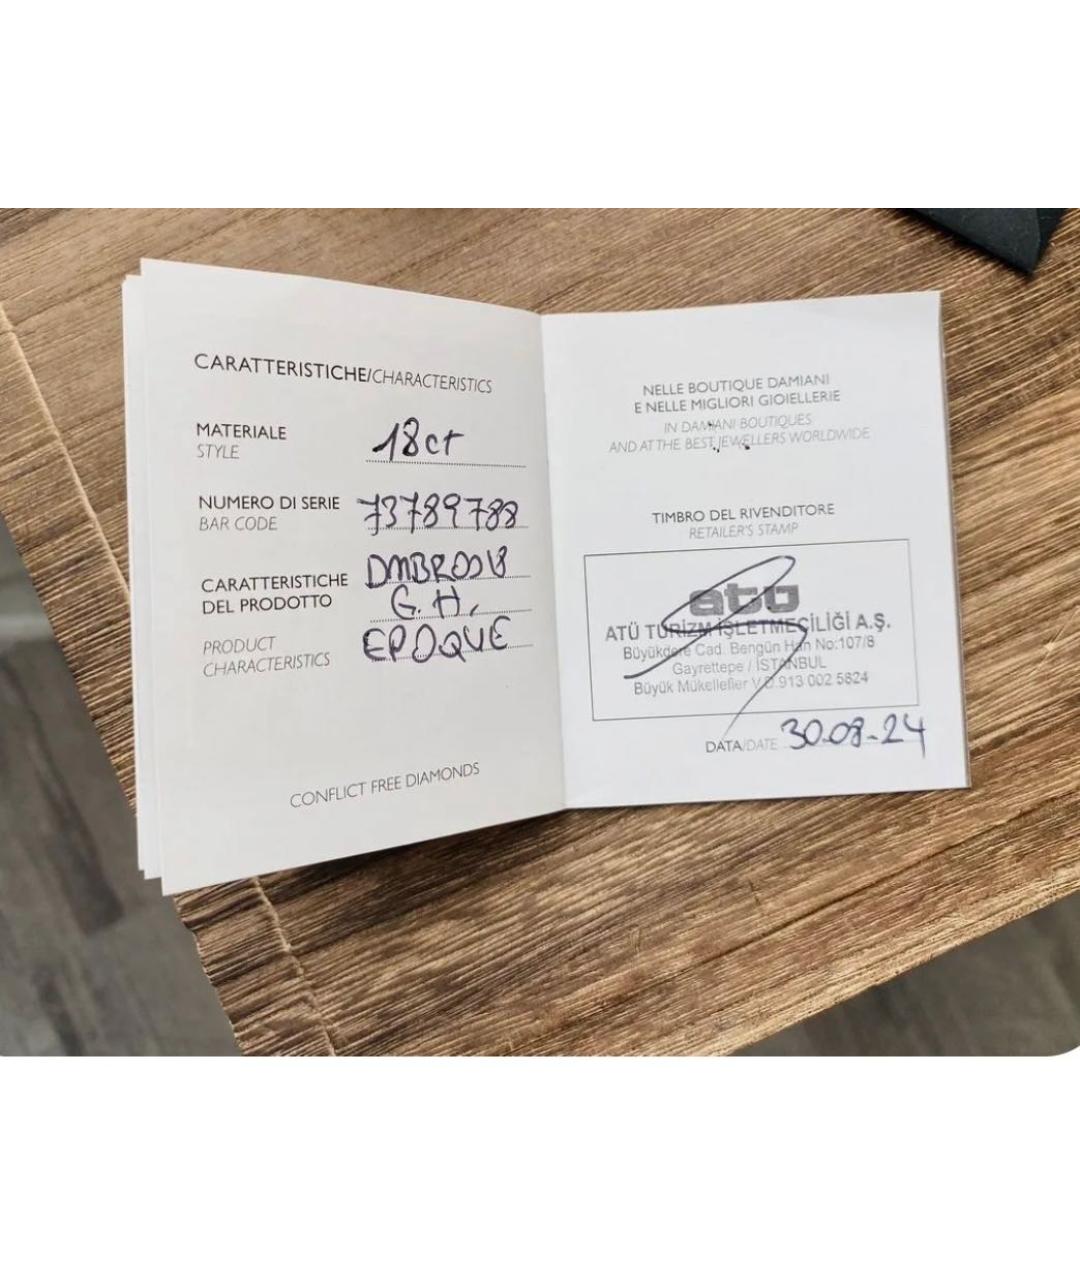 CARATTERISTICHE/CHARACTERISTICS
MATERIALE
STYLE
18ct
NUMERO DI SERIE
BAR CODE
73789788
CARATTERISTICHE
DEL PRODOTTO
PRODUCT
CHARACTERISTICS
G.H.
EPOQUE
CONFLICT FREE DIAMONDS
NELLE BOUTIQUE DAMIANI
E NELLE MIGLIORI GIOIELLERIE
IN DAMIANI BOUTIQUES
AND AT THE BEST JEWELLERS WORLDWIDE
TIMBRO DEL RIVENDITORE
RETAILER'S STAMP
atü
ATÜ TURİZM İŞLETMEÇİLİĞİ A.Ş.
Büyükdere Cad. Bengün Han No:107/8
Gayrettepe / İSTANBUL
Büyük Mükellefler V.D.913 002 5824
DATA/DATE 30.08-24